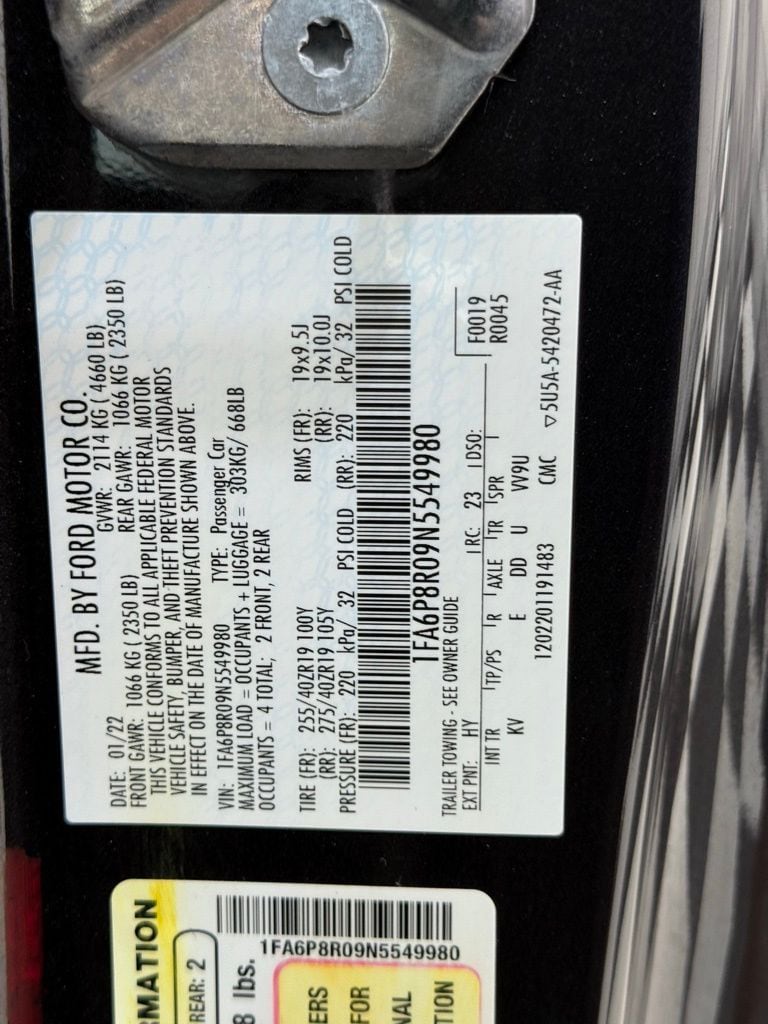 MFD. BY FORD MOTOR CO.
DATE: 01/22 GVWR: 2114 KG ( 4660 LB)
FRONT GAWR: 1066 KG ( 2350 LB) REAR GAWR: 1066 KG ( 2350 LB)
THIS VEHICLE CONFORMS TO ALL APPLICABLE FEDERAL MOTOR
VEHICLE SAFETY, BUMPER, AND THEFT PREVENTION STANDARDS
IN EFFECT ON THE DATE OF MANUFACTURE SHOWN ABOVE.
VIN: 1FA6P8R09N5549980 TYPE: Passenger Car
MAXIMUM LOAD = OCCUPANTS + LUGGAGE = 303KG/ 668LB
OCCUPANTS = 4 TOTAL; 2 FRONT, 2 REAR
TIRE (FR): 255/40ZR19 100Y RIMS (FR): 19x9.5J
(RR): 275/40ZR19 105Y (RR): 19x10.0J
PRESSURE (FR): 220 kPa/ 32 PSI COLD (RR): 220 kPa/ 32 PSI COLD
1FA6P8R09N5549980
TRAILER TOWING - SEE OWNER GUIDE F0019
EXT PNT: HY RC: 23 DSO: R0045
INT TR TP/PS R AXLE TR SPR
KV E DD U VV9U
1202201191483 CMC ▽5U5A-5420472-AA
RMATION
REAR: 2
1FA6P8R09N5549980
8 lbs.
ERS
FOR
NAL
TION